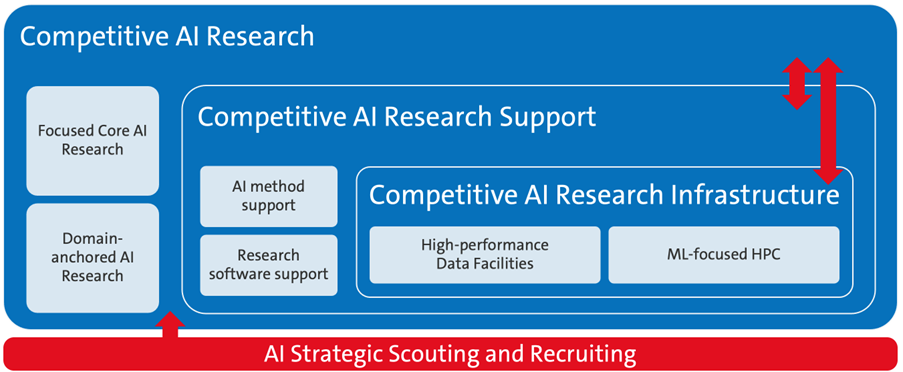 Competitive AI Research
Focused Core AI
Research
Domain-
anchored AI
Research
Competitive AI Research Support
AI method
support
Research
software support
Competitive AI Research Infrastructure
High-performance
Data Facilities
ML-focused HPC
AI Strategic Scouting and Recruiting